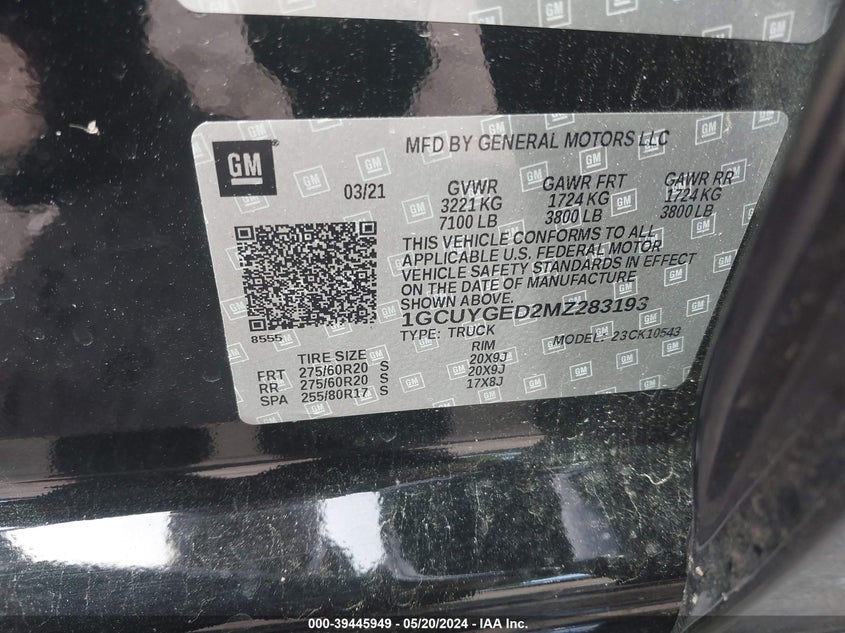 GM
MFD BY GENERAL MOTORS LLC
03/21
GVWR GAWR FRT GAWR RR
3221 KG 1724 KG 1724 KG
7100 LB 3800 LB 3800 LB
THIS VEHICLE CONFORMS TO ALL
APPLICABLE U.S. FEDERAL MOTOR
VEHICLE SAFETY STANDARDS IN EFFECT
ON THE DATE OF MANUFACTURE
SHOWN ABOVE.
1GCUYGED2MZ283193
8555
TYPE: TRUCK MODEL: 23CK10543
TIRE SIZE RIM
FRT 275/60R20 S 20X9J
RR 275/60R20 S 20X9J
SPA 255/80R17 S 17X8J
000-39445949 - 05/20/2024 - IAA Inc.